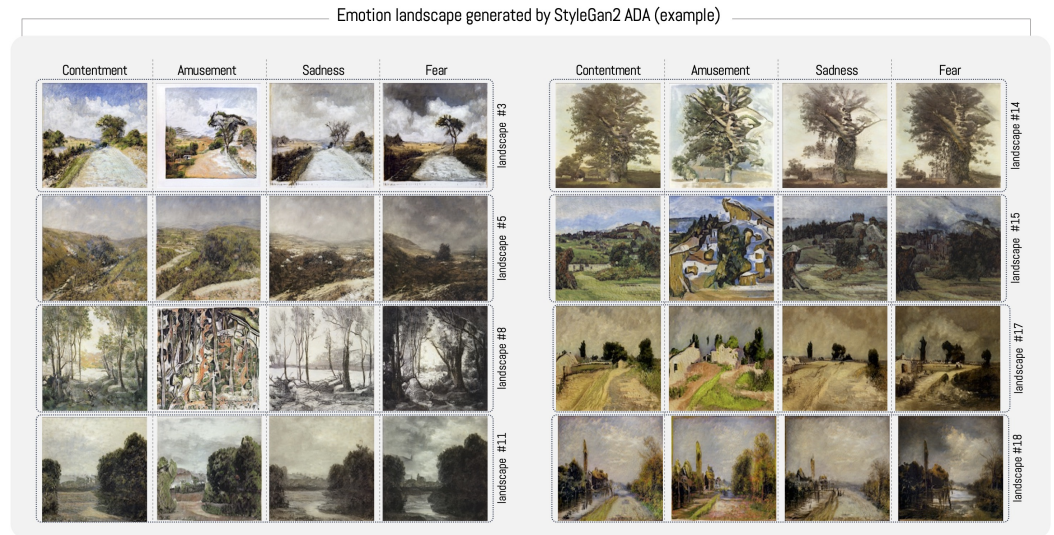 Emotion landscape generated by StyleGan2 ADA (example)
Contentment Amusement Sadness Fear
landscape #3
landscape #5
landscape #8
landscape #11
Contentment Amusement Sadness Fear
landscape #14
landscape #15
landscape #17
landscape #18